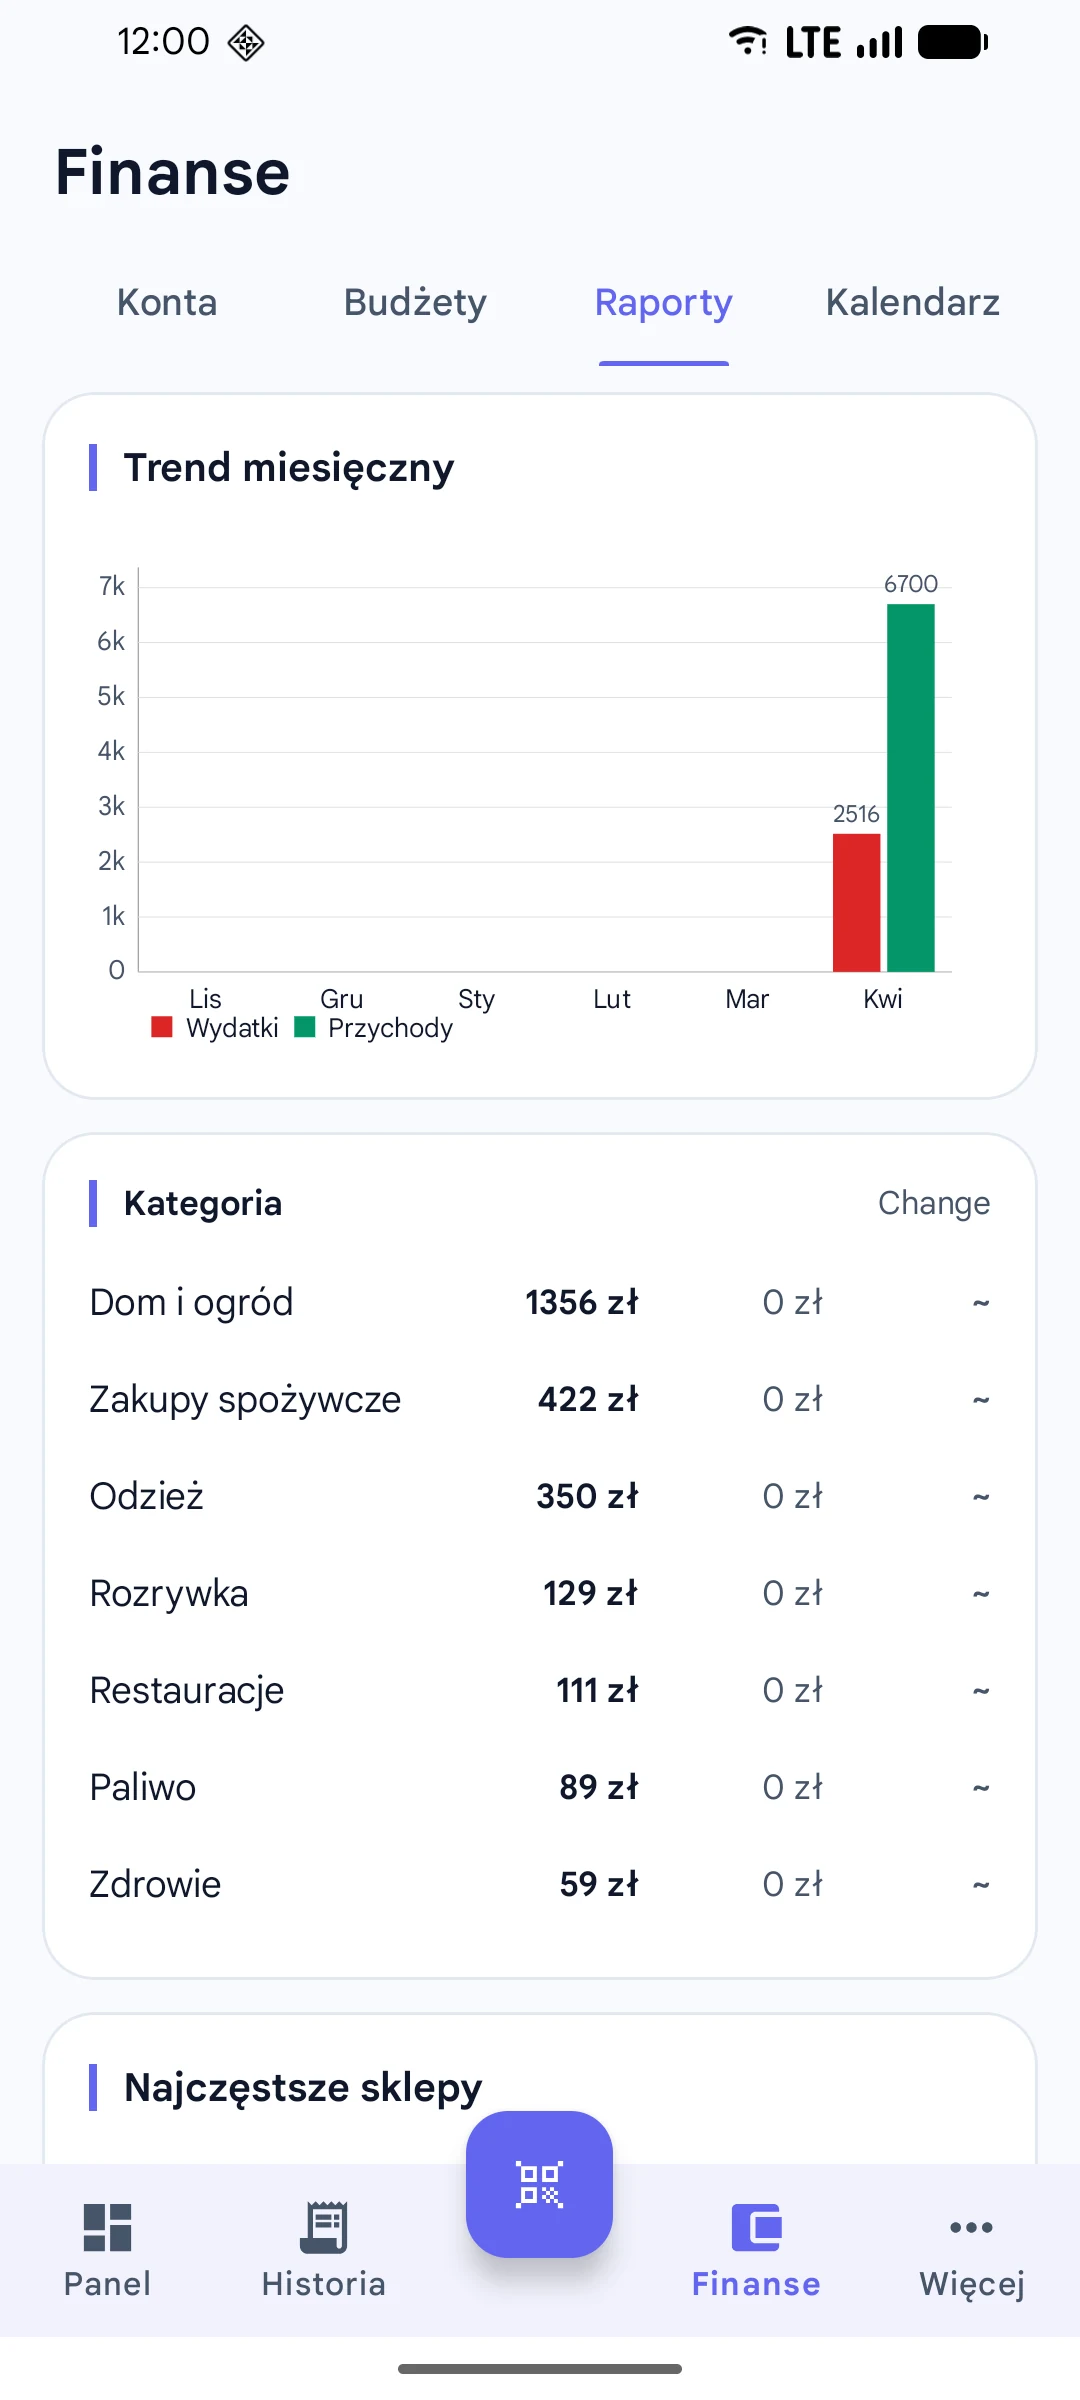 12:00 LTE
Finanse
Konta Budżety Raporty Kalendarz
Trend miesięczny
7k
6k
5k
4k
3k
2k
1k
0
6700
2516
Lis Gru Sty Lut Mar Kwi
Wydatki Przychody
Kategoria Change
Dom i ogród 1356 zł 0 zł ~
Zakupy spożywcze 422 zł 0 zł ~
Odzież 350 zł 0 zł ~
Rozrywka 129 zł 0 zł ~
Restauracje 111 zł 0 zł ~
Paliwo 89 zł 0 zł ~
Zdrowie 59 zł 0 zł ~
Najczęstsze sklepy
Panel Historia Finanse Więcej